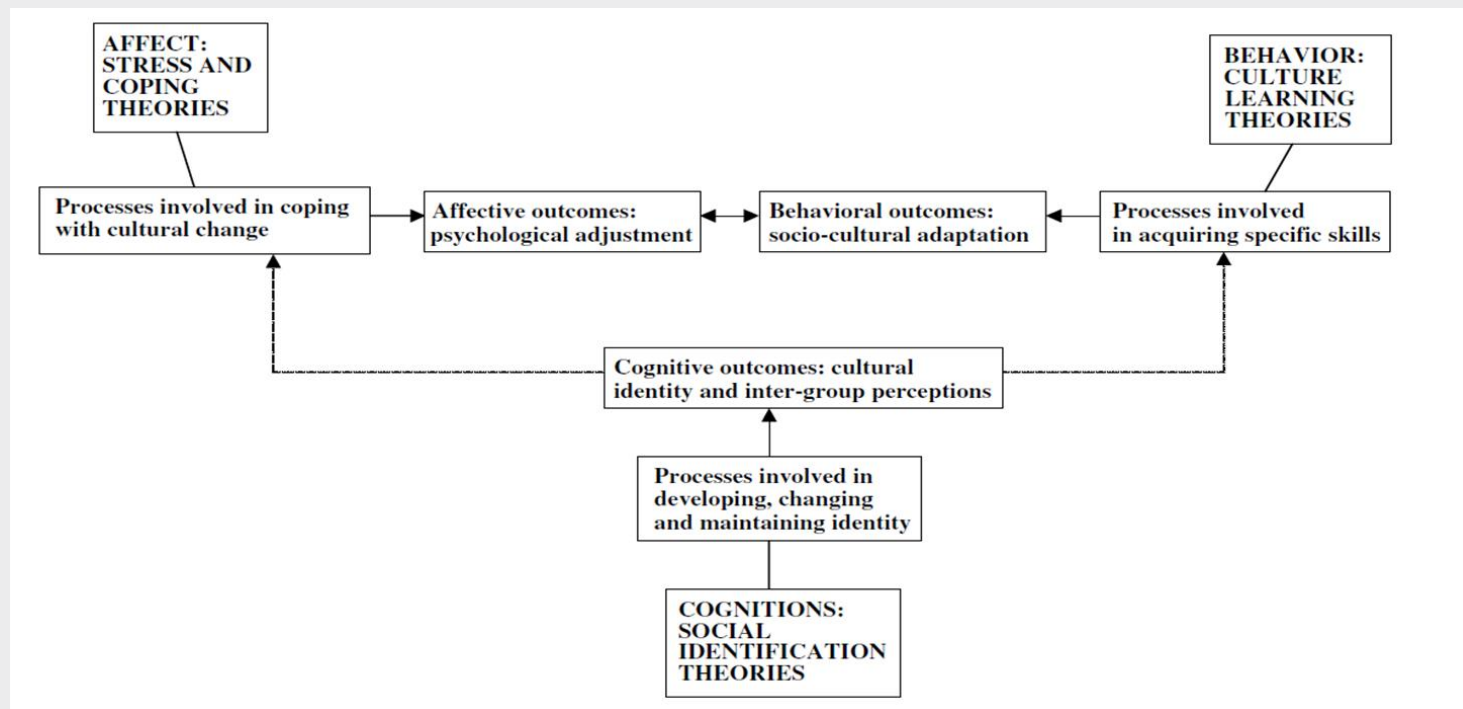 AFFECT:
STRESS AND
COPING
THEORIES
BEHAVIOR:
CULTURE
LEARNING
THEORIES
Processes involved in coping
with cultural change
Affective outcomes:
psychological adjustment
Behavioral outcomes:
socio-cultural adaptation
Processes involved
in acquiring specific skills
Cognitive outcomes: cultural
identity and inter-group perceptions
Processes involved in
developing, changing
and maintaining identity
COGNITIONS:
SOCIAL
IDENTIFICATION
THEORIES